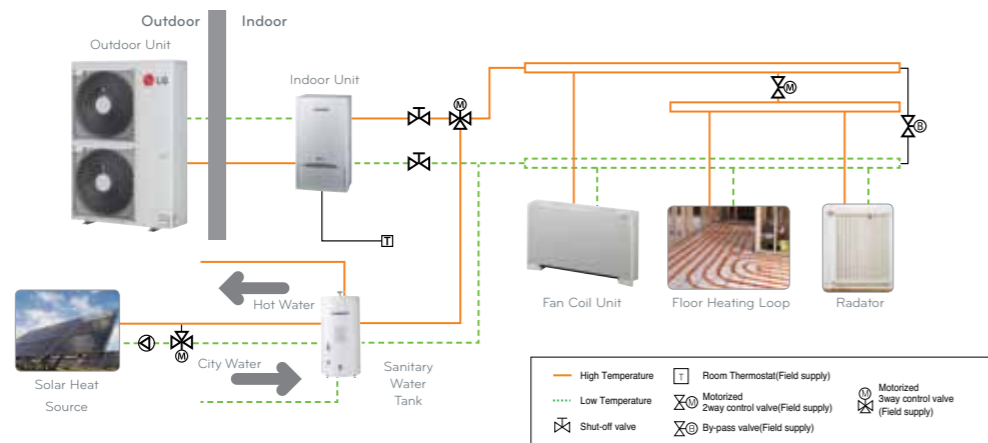 Outdoor
Indoor
Outdoor Unit
LG
Indoor Unit
M
M
B
T
Hot Water
Fan Coil Unit
Floor Heating Loop
Radator
M
City Water
Solar Heat
Source
Sanitary
Water
Tank
High Temperature
Low Temperature
Shut-off valve
T
Room Thermostat(Field supply)
M
Motorized
2way control valve(Field supply)
B
By-pass valve(Field supply)
M
Motorized
3way control valve
(Field supply)